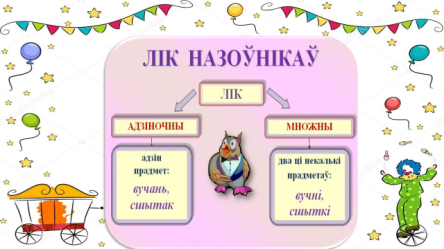 ЛІК НАЗОЎНІКАЎ
ЛІК
АДЗІНОЧНЫ
МНОЖНЫ
адзін
прадмет:
вучань,
сшытак
два ці некалькі
прадметаў:
вучні,
сшыткі